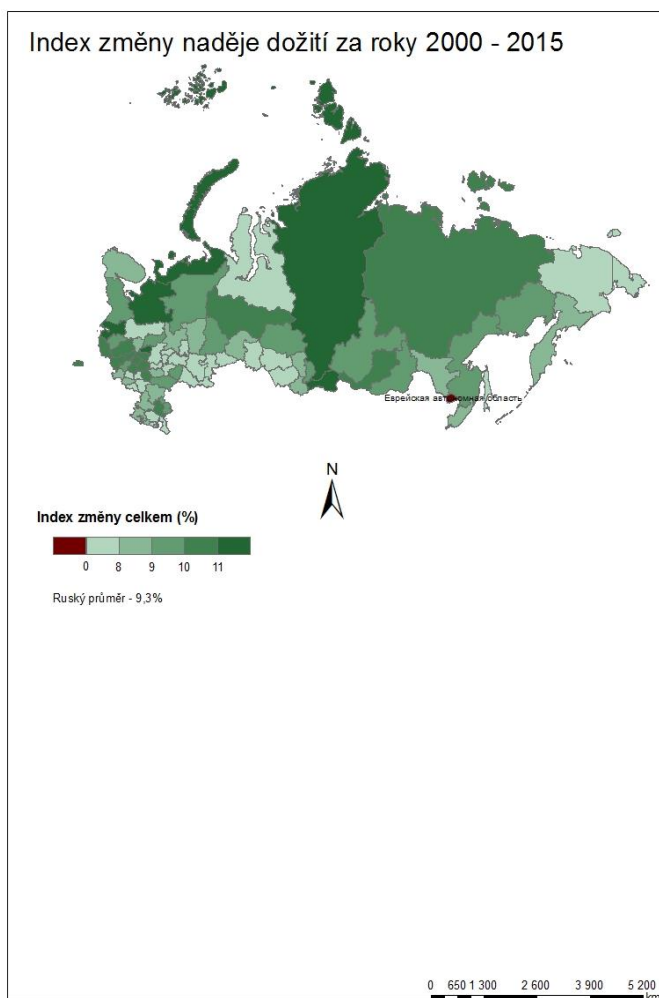 Index změny naděje dožití za roky 2000 - 2015
Еврейская автономная область
N
Index změny celkem (%)
0 8 9 10 11
Ruský průměr - 9,3%
0 650 1 300 2 600 3 900 5 200
km